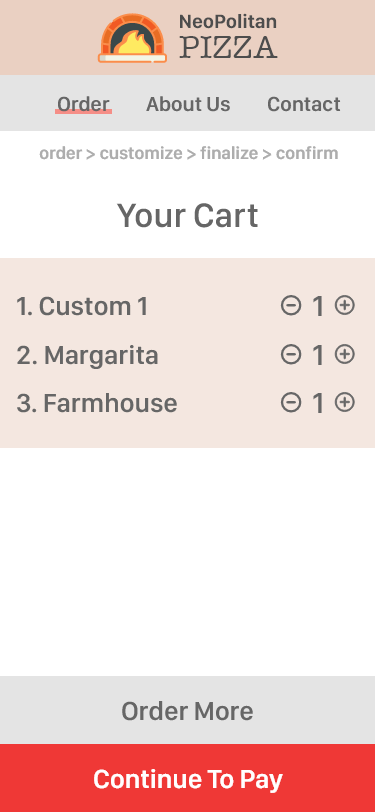 NeoPolitan
PIZZA
Order About Us Contact
order > customize > finalize > confirm
Your Cart
1. Custom 1 1
2. Margarita 1
3. Farmhouse 1
Order More
Continue To Pay